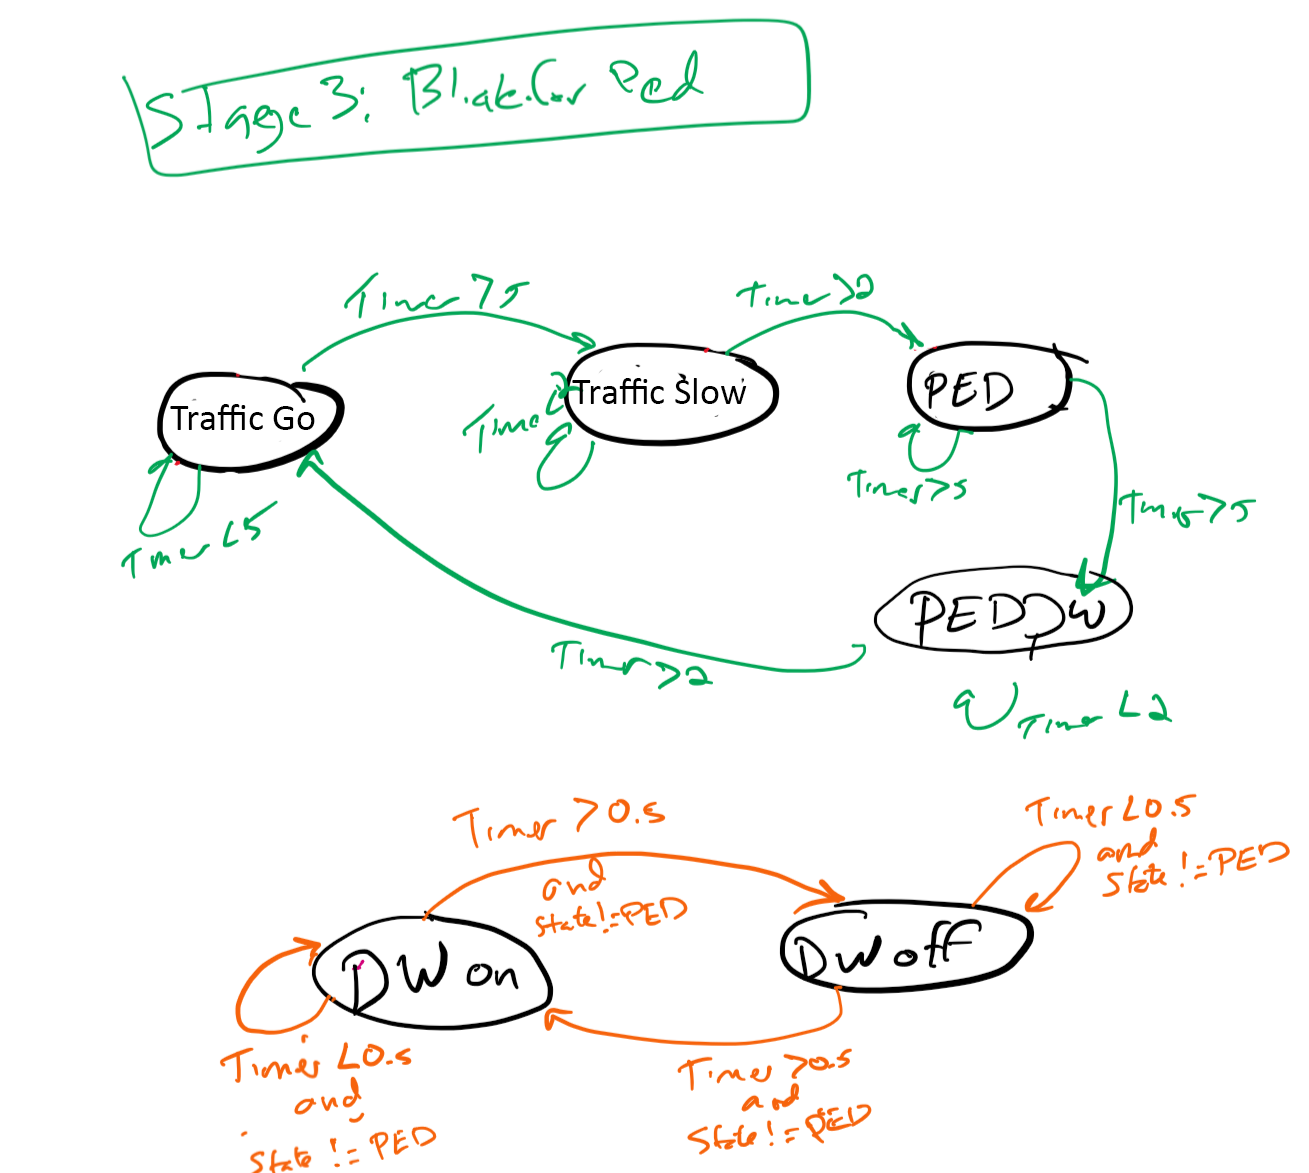 Stage 3: Blink for Ped
Timer >5
Timer >2
Traffic Go
Traffic Slow
PED
Timer <2
Timer >5
Timer >5
Timer <5
PED DW
Timer >2
Timer <2
Timer >0.5
and
state != PED
Timer <0.5
and
State != PED
DW on
DW off
Timer <0.5
and
State != PED
Timer >0.5
and
State != PED